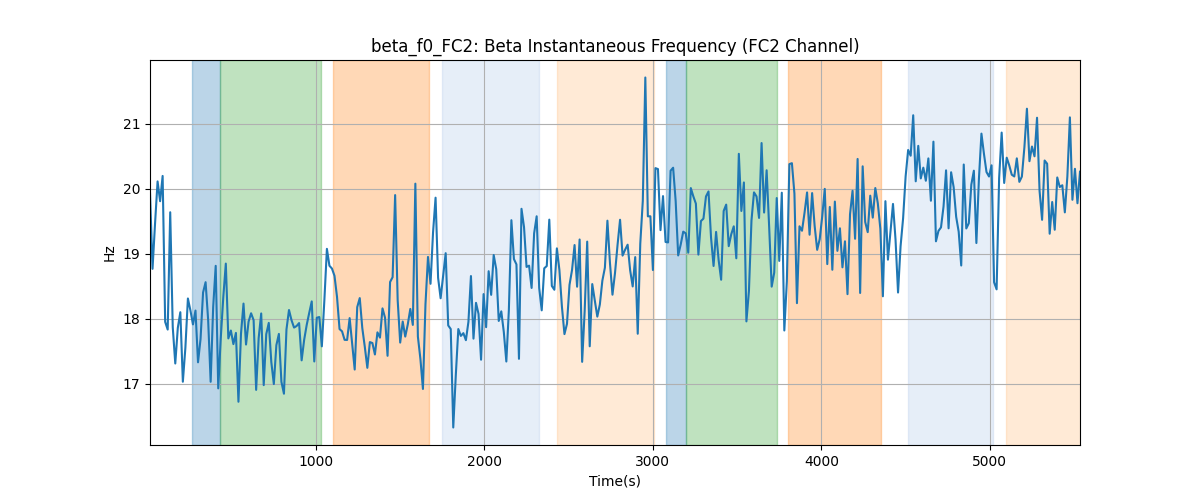 beta_f0_FC2: Beta Instantaneous Frequency (FC2 Channel)
21
20
19
18
17
Hz
1000 2000 3000 4000 5000
Time(s)